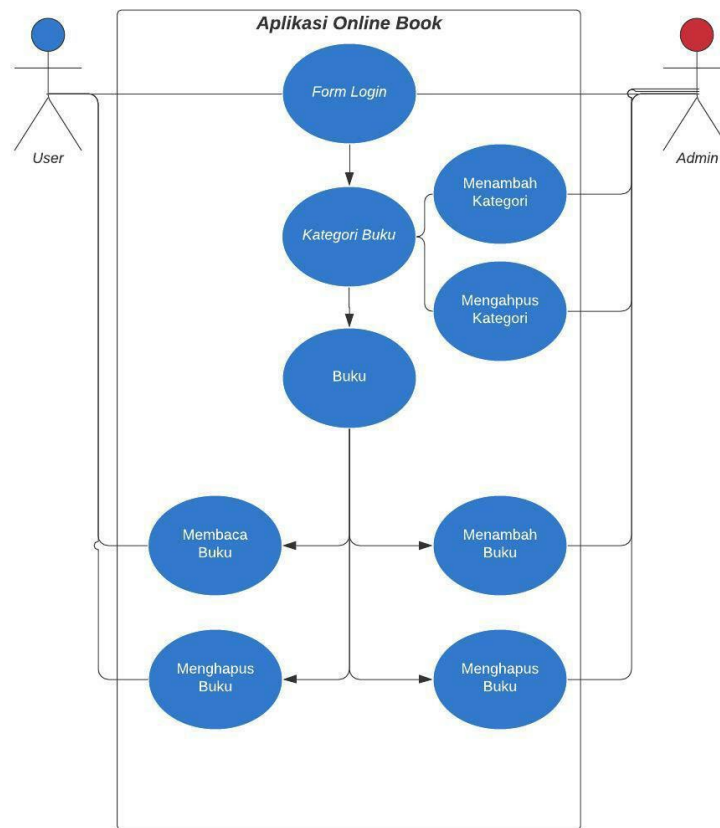 Aplikasi Online Book
Form Login
User
Admin
Menambah
Kategori
Kategori Buku
Mengahpus
Kategori
Buku
Membaca
Buku
Menambah
Buku
Menghapus
Buku
Menghapus
Buku